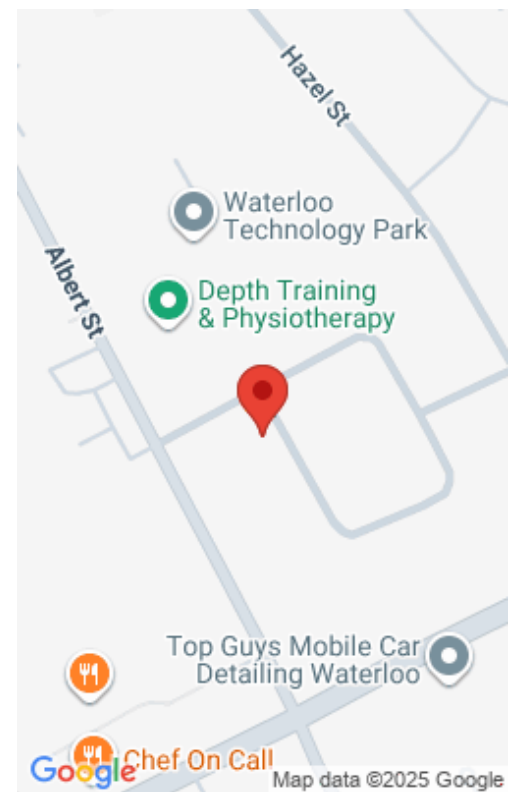 Hazel St
Waterloo
Technology Park
Albert St
Depth Training
& Physiotherapy
Top Guys Mobile Car
Detailing Waterloo
Chef On Call
Google
Map data ©2025 Google